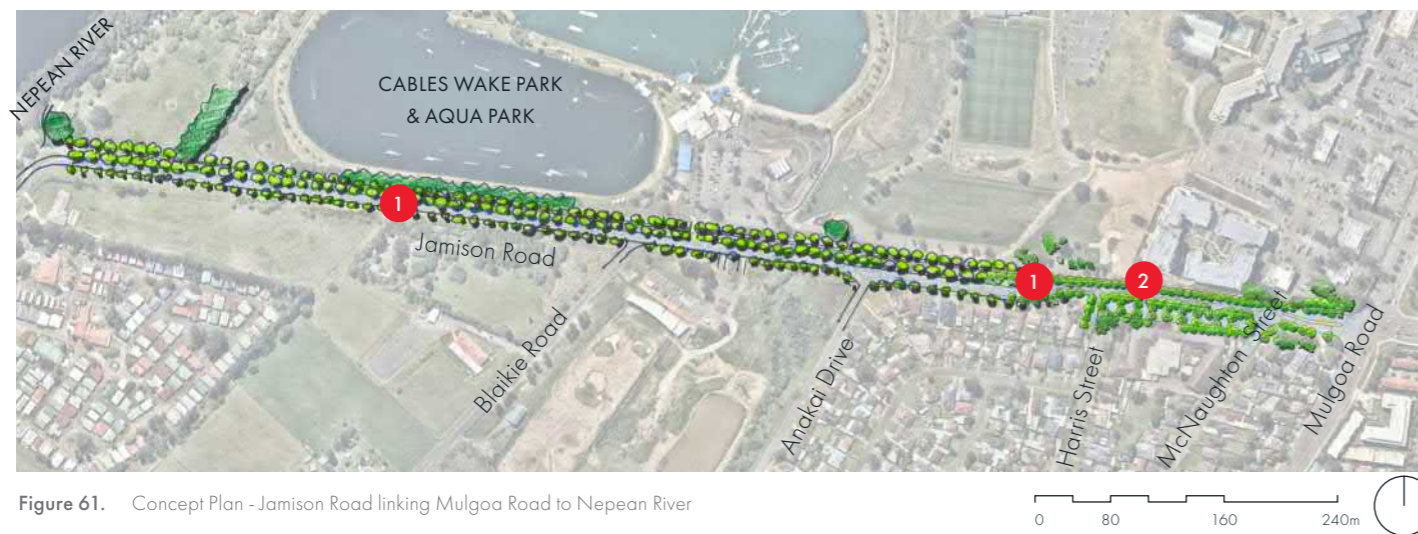 NEPEAN RIVER
CABLES WAKE PARK
& AQUA PARK
1
Jamison Road
1
2
Blaikie Road
Anakai Drive
Harris Street
McNaughton Street
Mulgoa Road
Figure 61. Concept Plan - Jamison Road linking Mulgoa Road to Nepean River
0 80 160 240m